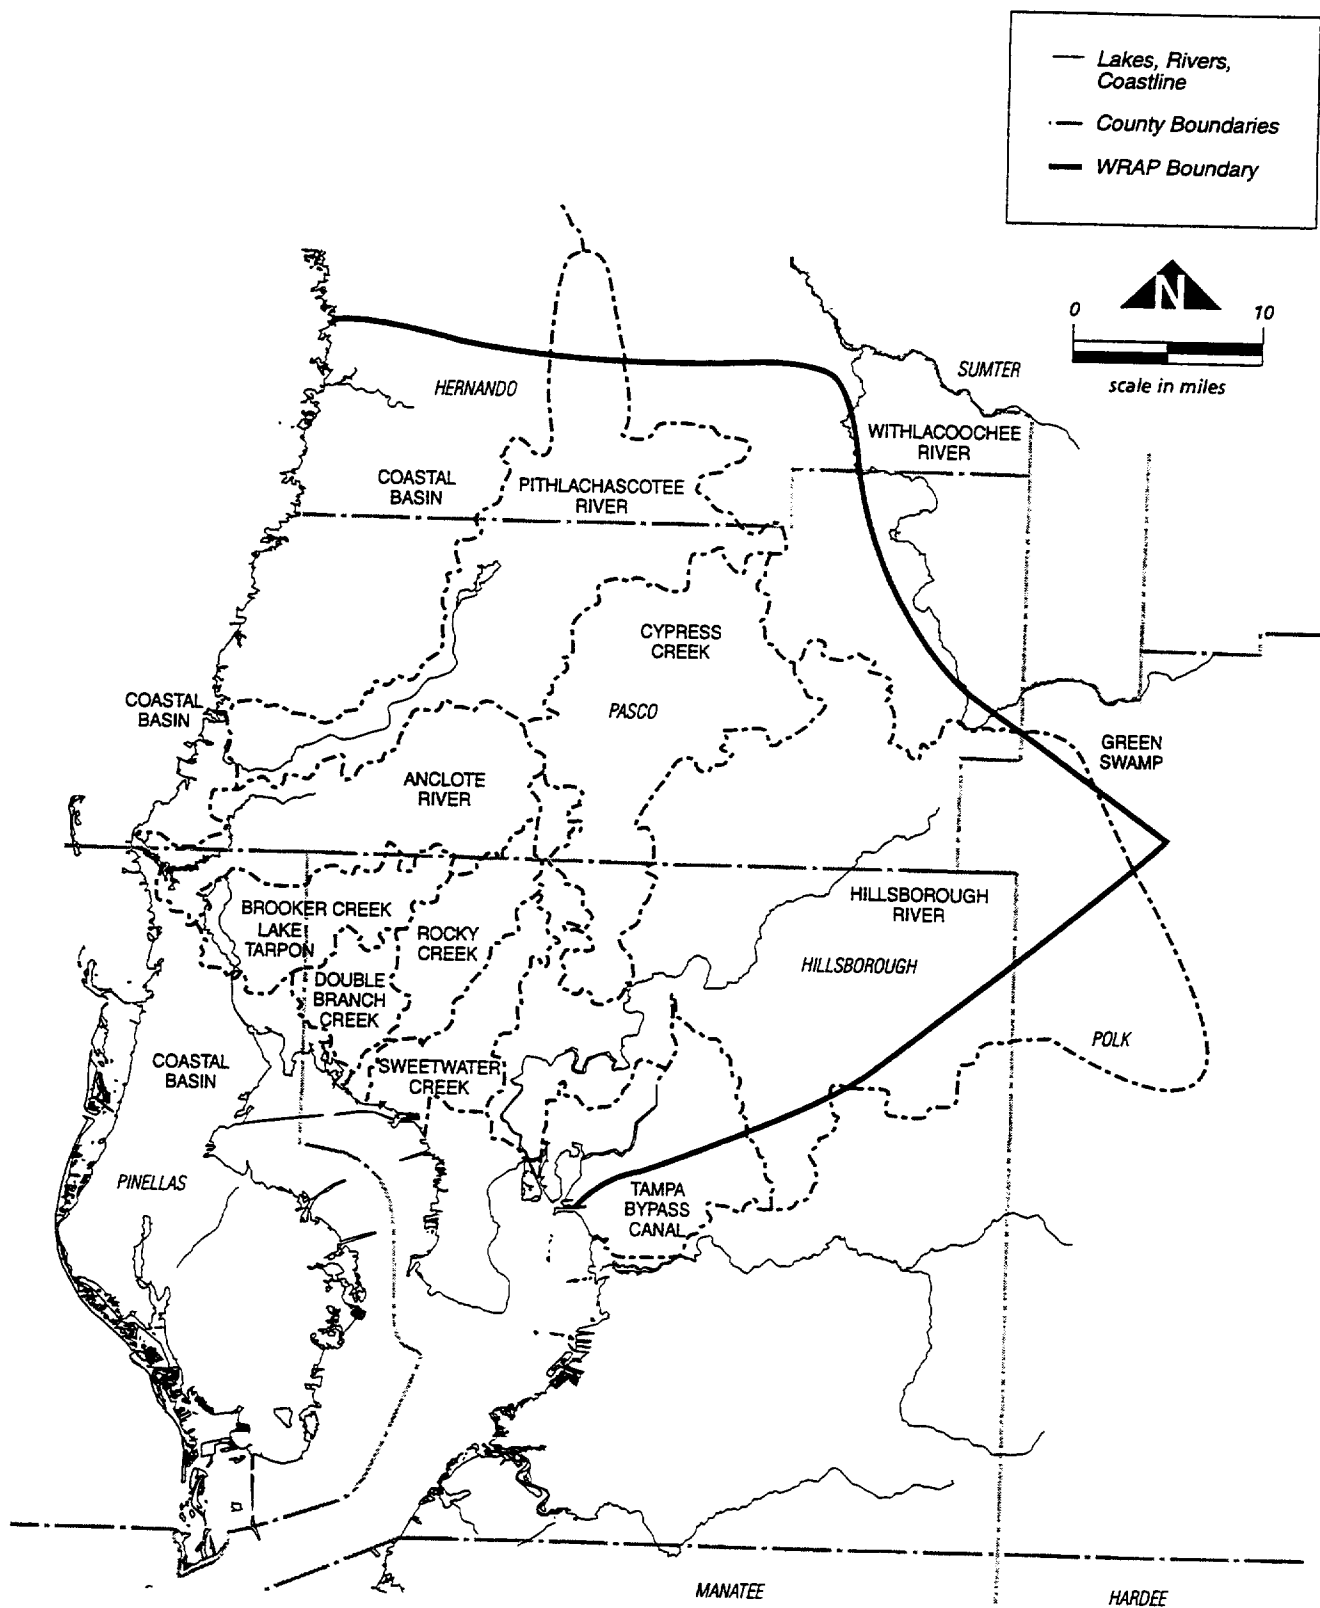 Lakes, Rivers,
Coastline
County Boundaries
WRAP Boundary
N
0
10
scale in miles
SUMTER
HERNANDO
WITHLACOOCHEE
RIVER
COASTAL
BASIN
PITHLACHASCOTEE
RIVER
CYPRESS
CREEK
COASTAL
BASIN
PASCO
GREEN
SWAMP
ANCLOTE
RIVER
HILLSBOROUGH
RIVER
BROOKER CREEK
LAKE
TARPON
ROCKY
CREEK
HILLSBOROUGH
DOUBLE
BRANCH
CREEK
POLK
COASTAL
BASIN
SWEETWATER
CREEK
PINELLAS
TAMPA
BYPASS
CANAL
MANATEE
HARDEE